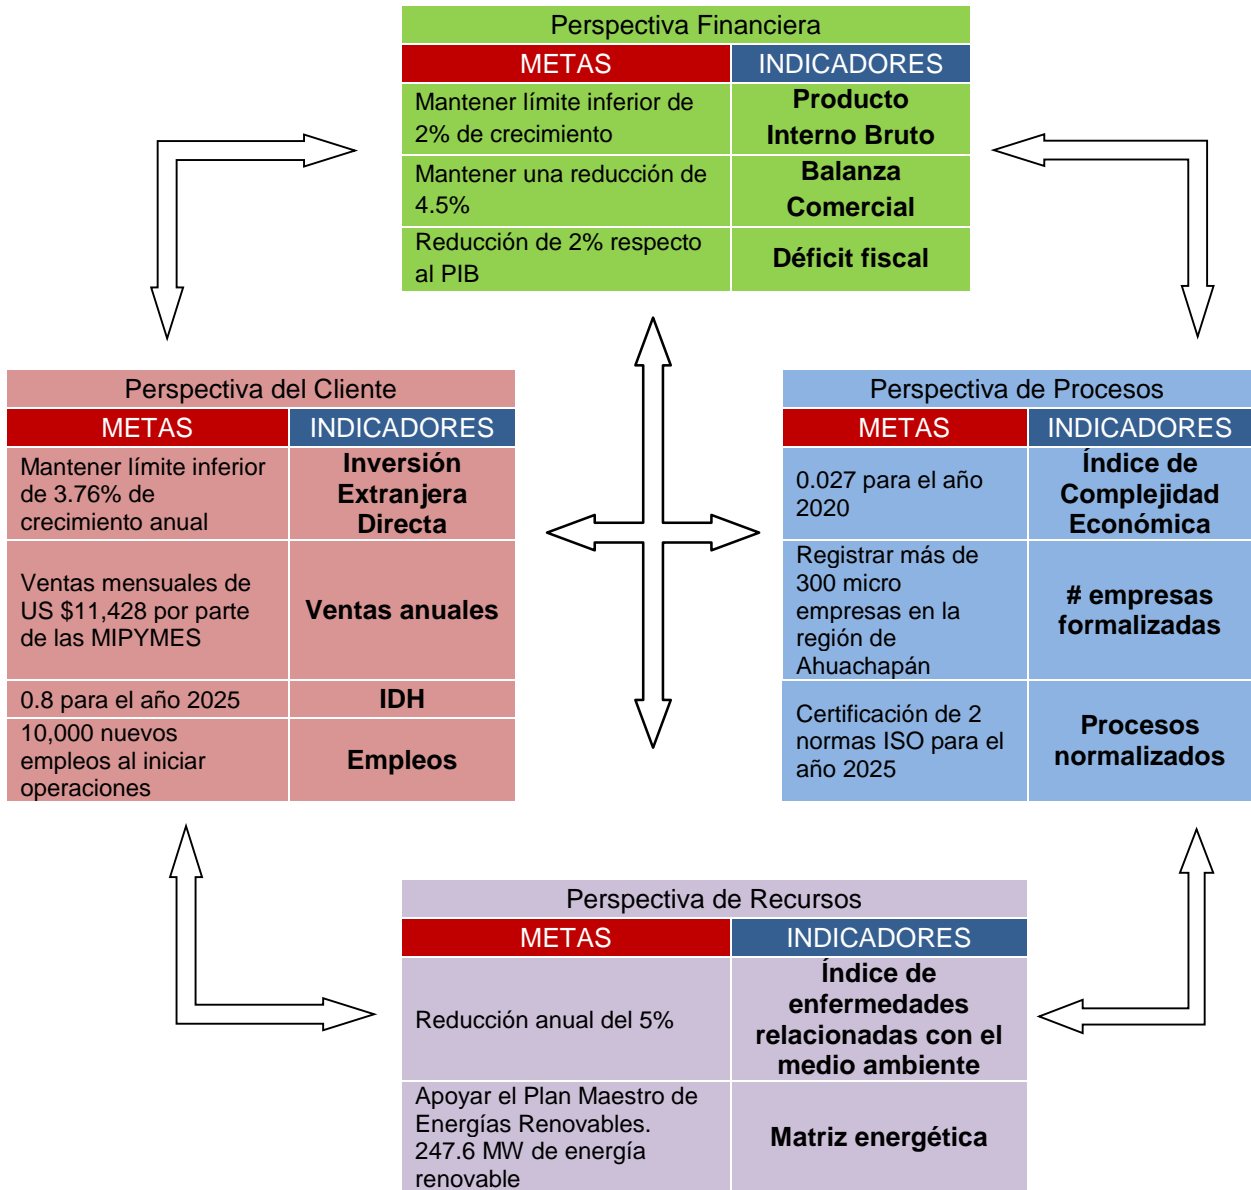 Perspectiva Financiera
METAS
INDICADORES
Mantener límite inferior de
2% de crecimiento
Producto
Interno Bruto
Mantener una reducción de
4.5%
Balanza
Comercial
Reducción de 2% respecto
al PIB
Déficit fiscal
Perspectiva del Cliente
METAS
INDICADORES
Mantener límite inferior
de 3.76% de
crecimiento anual
Inversión
Extranjera
Directa
Ventas mensuales de
US $11,428 por parte
de las MIPYMES
Ventas anuales
0.8 para el año 2025
IDH
10,000 nuevos
empleos al iniciar
operaciones
Empleos
Perspectiva de Procesos
METAS
INDICADORES
0.027 para el año
2020
Índice de
Complejidad
Económica
Registrar más de
300 micro
empresas en la
región de
Ahuachapán
# empresas
formalizadas
Certificación de 2
normas ISO para el
año 2025
Procesos
normalizados
Perspectiva de Recursos
METAS
INDICADORES
Reducción anual del 5%
Índice de
enfermedades
relacionadas con el
medio ambiente
Apoyar el Plan Maestro de
Energías Renovables.
247.6 MW de energía
renovable
Matriz energética